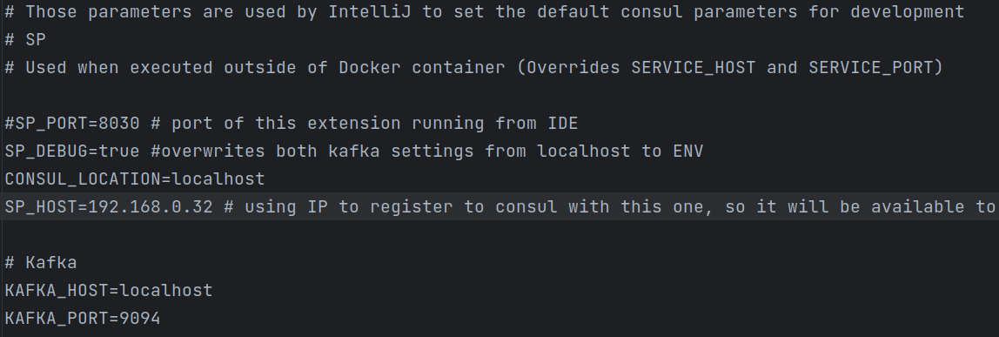 # Those parameters are used by IntelliJ to set the default consul parameters for development
# SP
# Used when executed outside of Docker container (Overrides SERVICE_HOST and SERVICE_PORT)
#SP_PORT=8030 # port of this extension running from IDE
SP_DEBUG=true #overwrites both kafka settings from localhost to ENV
CONSUL_LOCATION=localhost
SP_HOST=192.168.0.32 # using IP to register to consul with this one, so it will be available to
# Kafka
KAFKA_HOST=localhost
KAFKA_PORT=9094